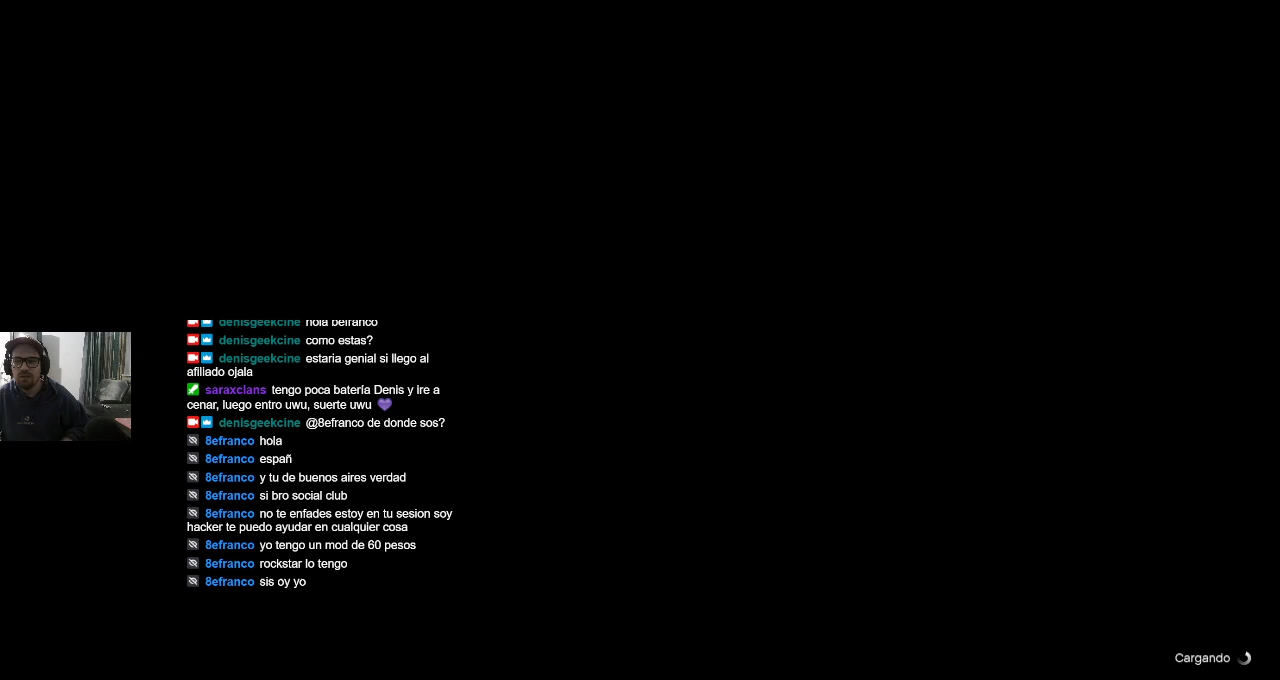 denisgeekcine hola befranco
denisgeekcine como estas?
denisgeekcine estaria genial si llego al
afiliado ojala
saraxclans tengo poca batería Denis y ire a
cenar, luego entro uwu, suerte uwu 💜
denisgeekcine @8efranco de donde sos?
8efranco hola
8efranco españ
8efranco y tu de buenos aires verdad
8efranco si bro social club
8efranco no te enfades estoy en tu sesion soy
hacker te puedo ayudar en cualquier cosa
8efranco yo tengo un mod de 60 pesos
8efranco rockstar lo tengo
8efranco sis oy yo
Cargando